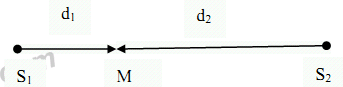 d₁ d₂
S₁ M S₂